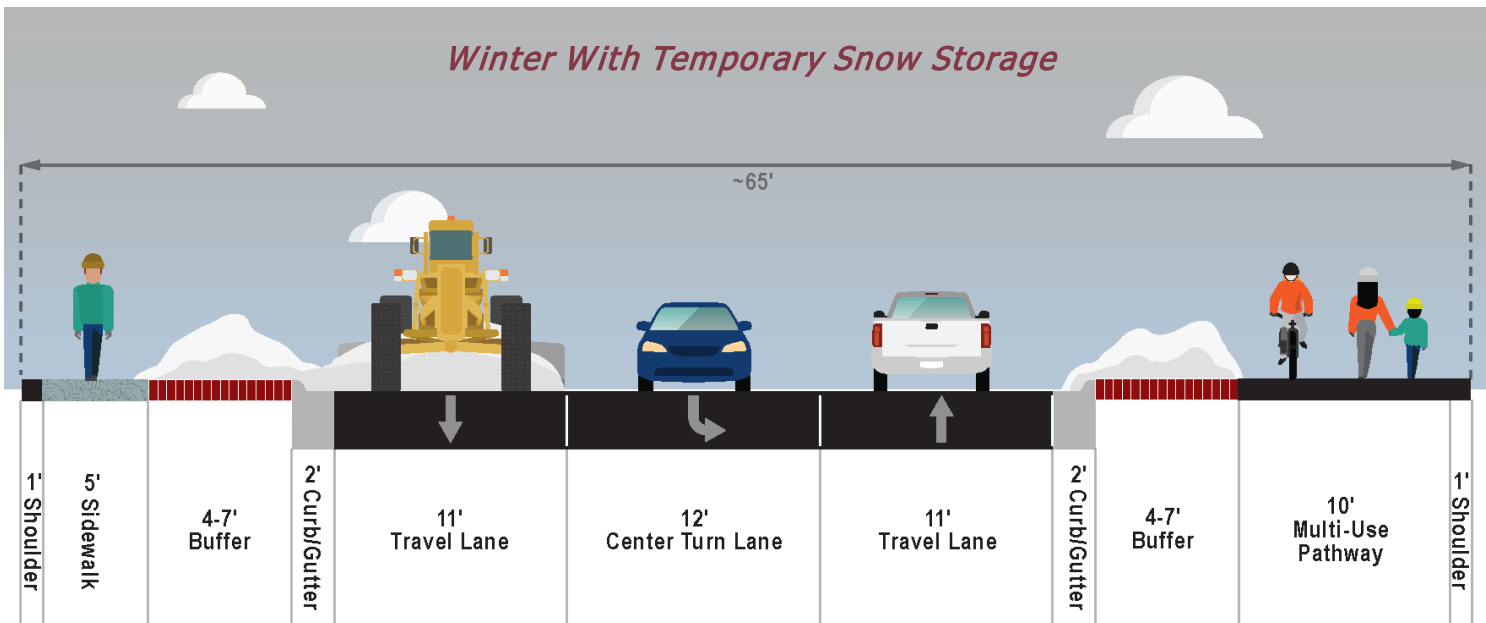 Winter With Temporary Snow Storage
~65'
1' Shoulder
5' Sidewalk
4-7'
Buffer
2' Curb/Gutter
11'
Travel Lane
12'
Center Turn Lane
11'
Travel Lane
2' Curb/Gutter
4-7'
Buffer
10'
Multi-Use
Pathway
1' Shoulder